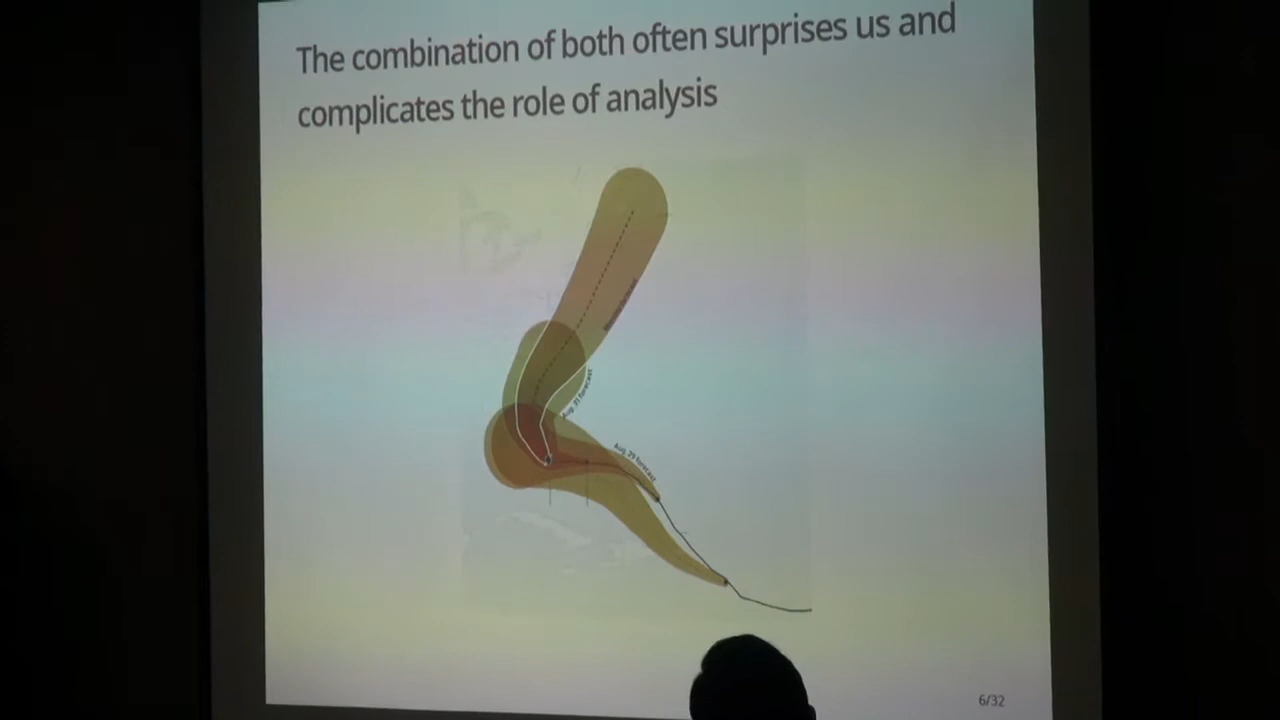 The combination of both often surprises us and
complicates the role of analysis
Aug. 31 forecast
Aug. 29 forecast
6/32